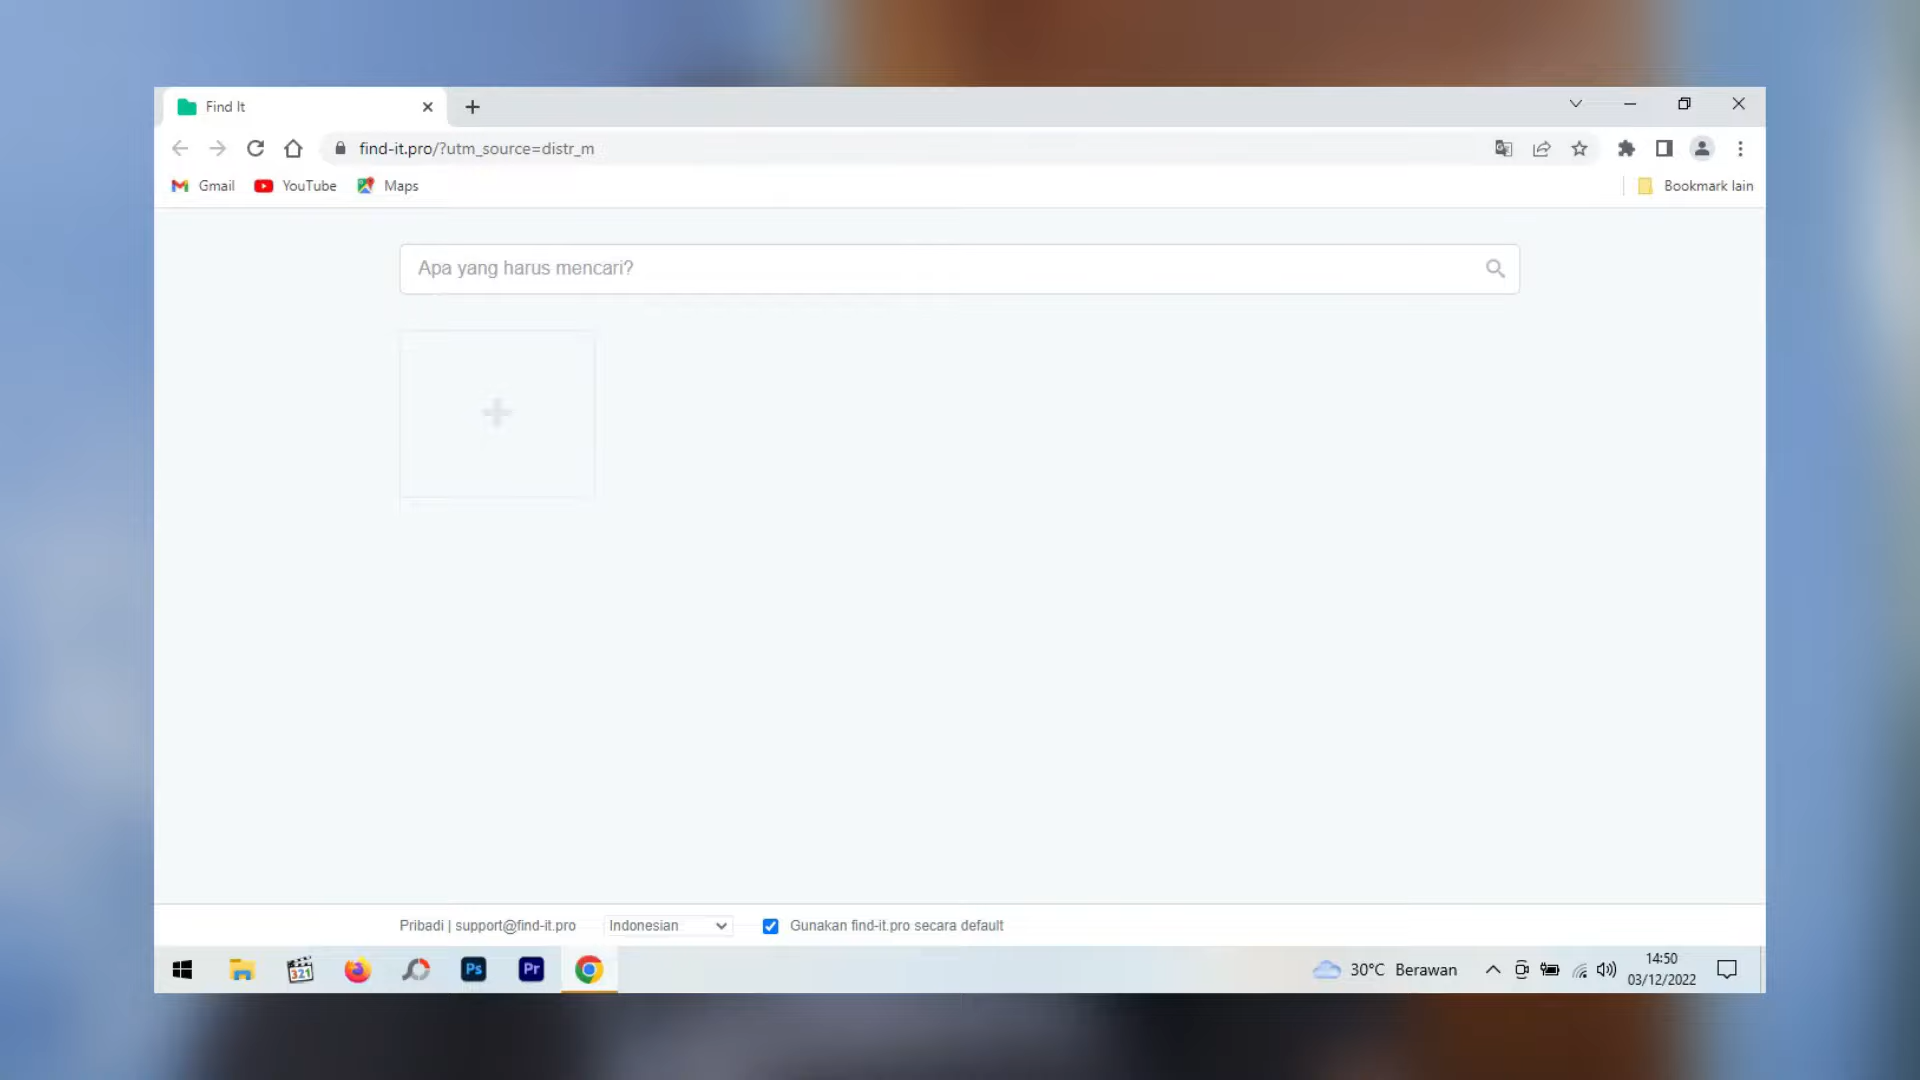 Find It
find-it.pro/?utm_source=distr_m
Gmail YouTube Maps Bookmark lain
Apa yang harus mencari?
Pribadi | support@find-it.pro Indonesian Gunakan find-it.pro secara default
321 Ps Pr 30°C Berawan 14:50
03/12/2022